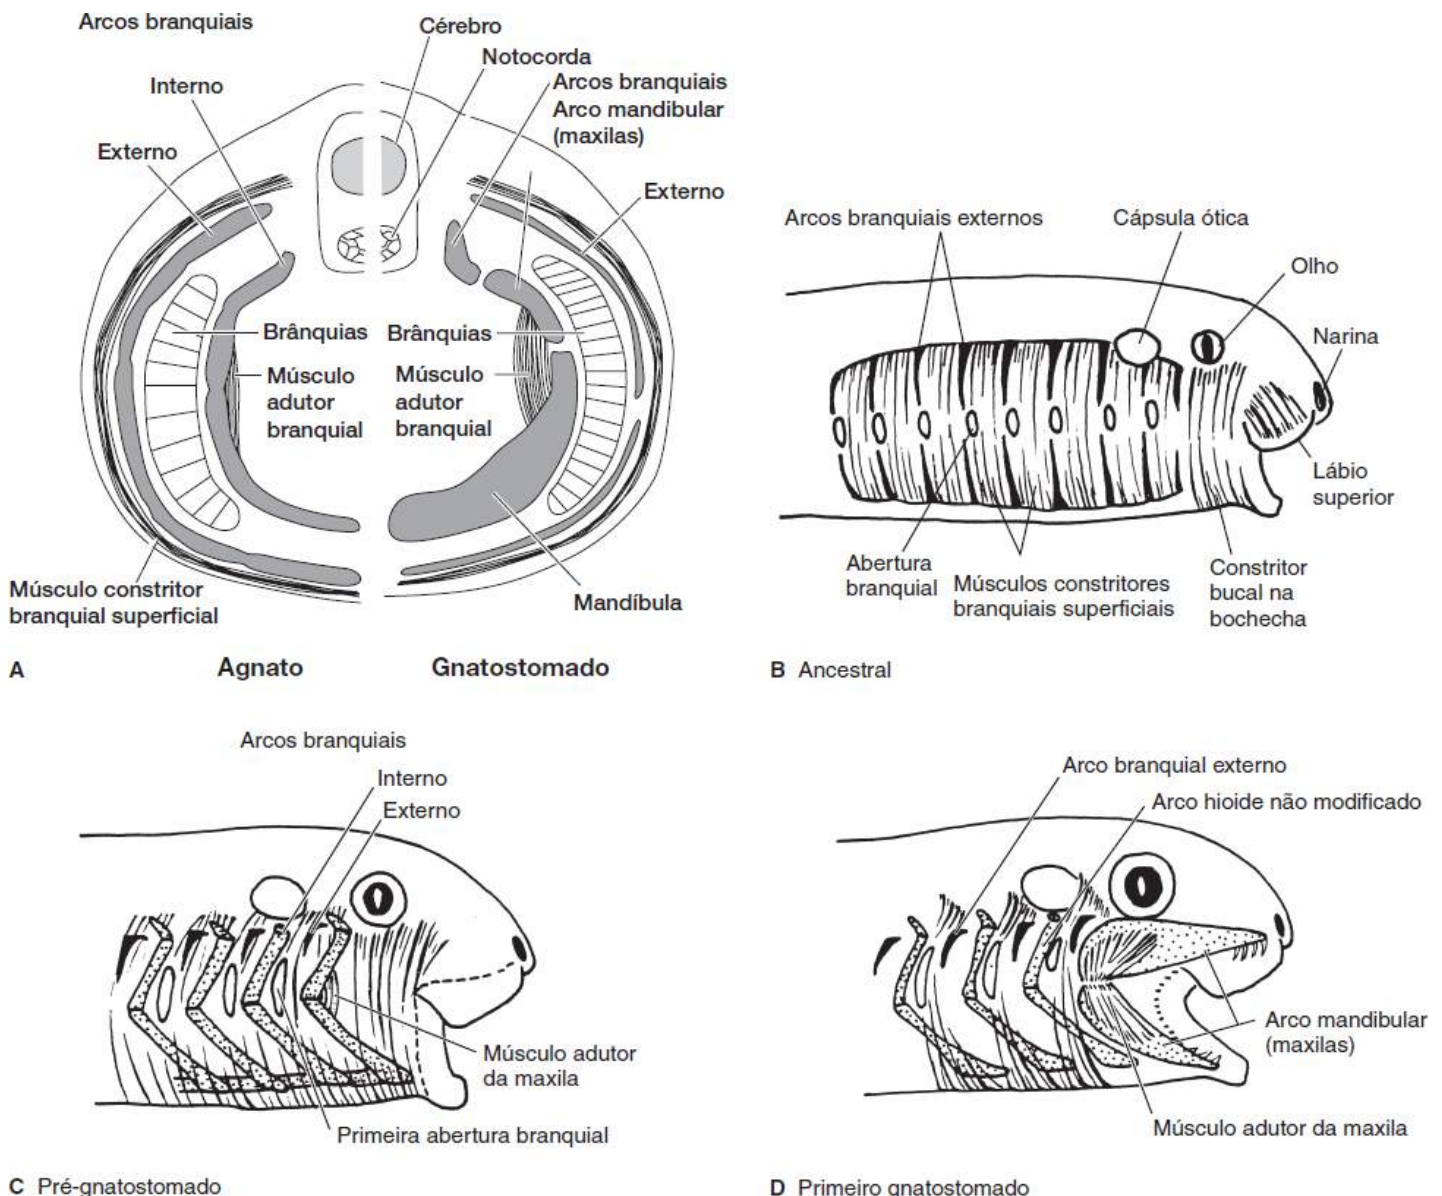 Arcos branquiais
Cérebro
Notocorda
Interno
Arcos branquiais
Arco mandibular
(maxilas)
Externo
Externo
Brânquias
Brânquias
Músculo
adutor
branquial
Músculo
adutor
branquial
Músculo constritor
branquial superficial
Mandíbula
A
Agnato
Gnatostomado
Arcos branquiais externos
Cápsula ótica
Olho
Narina
Lábio
superior
Abertura
branquial
Músculos constritores
branquiais superficiais
Constritor
bucal na
bochecha
B Ancestral
Arcos branquiais
Interno
Externo
Músculo adutor
da maxila
Primeira abertura branquial
C Pré-gnatostomado
Arco branquial externo
Arco hioide não modificado
Arco mandibular
(maxilas)
Músculo adutor da maxila
D Primeiro gnatostomado